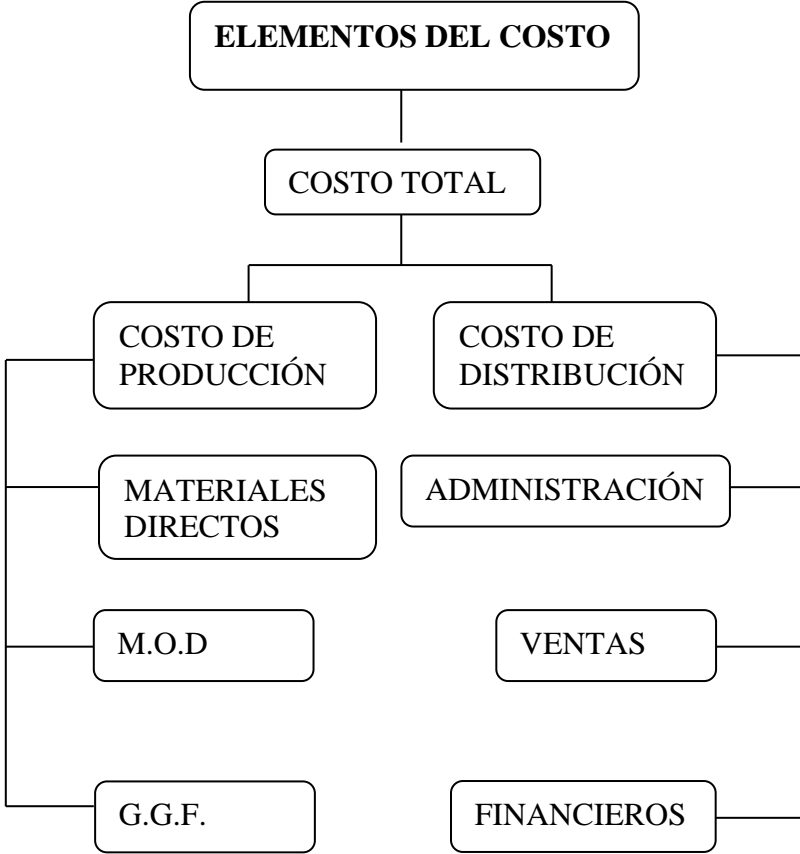 ELEMENTOS DEL COSTO
COSTO TOTAL
COSTO DE
PRODUCCIÓN
COSTO DE
DISTRIBUCIÓN
MATERIALES
DIRECTOS
ADMINISTRACIÓN
M.O.D
VENTAS
G.G.F.
FINANCIEROS